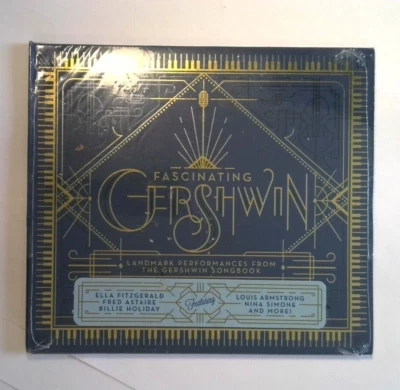 FASCINATING
GERSHWIN
LANDMARK PERFORMANCES FROM
THE GERSHWIN SONGBOOK
ELLA FITZGERALD
FRED ASTAIRE
BILLIE HOLIDAY
Featuring
LOUIS ARMSTRONG
NINA SIMONE
AND MORE!